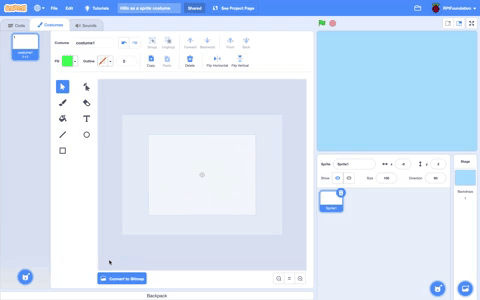 SCRATCH File Edit Tutorials Hills as a sprite costume Shared See Project Page RPiFoundation
Code Costumes Sounds
1
costume1
Costume costume1 Group Ungroup Forward Backward Front Back
Fill Outline 0 Copy Paste Delete Flip Horizontal Flip Vertical
Sprite Sprite1 x y
Show Size 100 Direction 90
Stage
Backdrops
1
Sprite1
Convert to Bitmap
Backpack